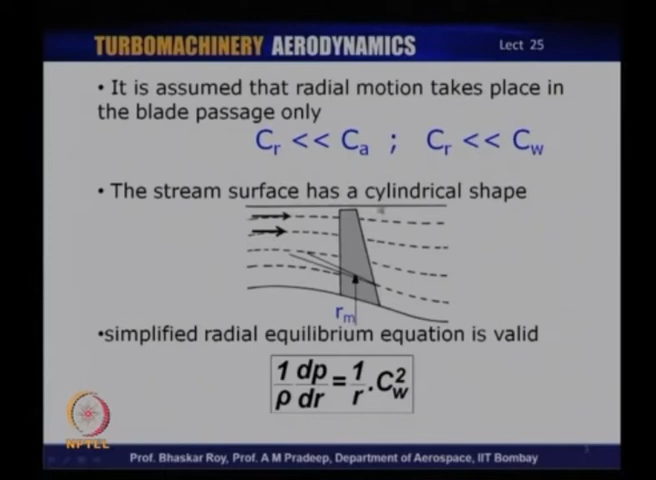 TURBOMACHINERY AERODYNAMICS
Lect 25
• It is assumed that radial motion takes place in
the blade passage only
Cr << Ca ; Cr << Cw
• The stream surface has a cylindrical shape
rm
•simplified radial equilibrium equation is valid
1/ρ dp/dr = 1/r . Cw²
NPTEL
Prof. Bhaskar Roy, Prof. A M Pradeep, Department of Aerospace, IIT Bombay